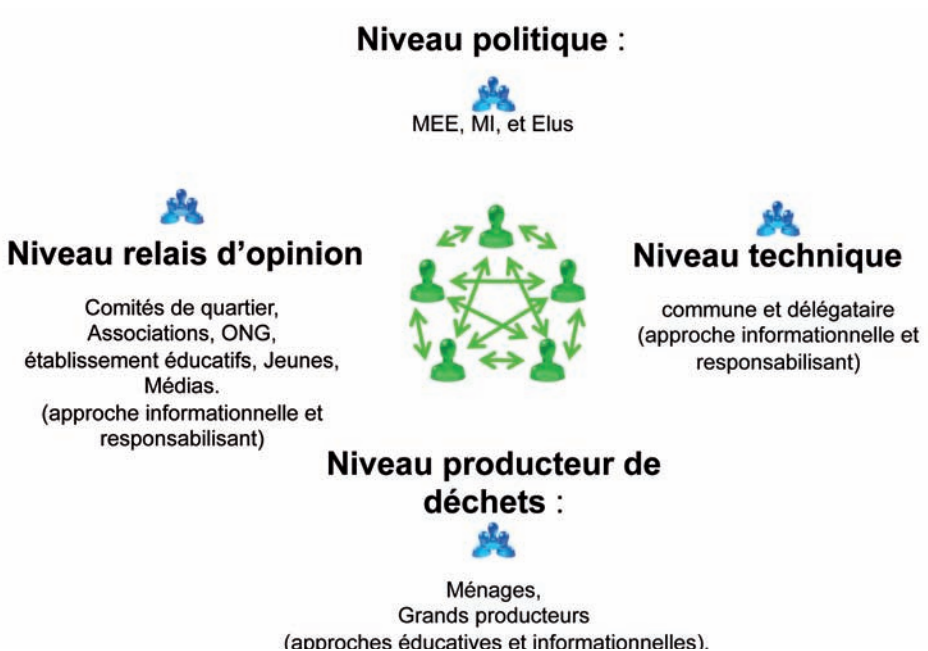 Niveau politique :
MEE, MI, et Elus
Niveau relais d'opinion
Comités de quartier,
Associations, ONG,
établissement éducatifs, Jeunes,
Médias.
(approche informationnelle et
responsabilisant)
Niveau technique
commune et délégataire
(approche informationnelle et
responsabilisant)
Niveau producteur de
déchets :
Ménages,
Grands producteurs
(approches éducatives et informationnelles).